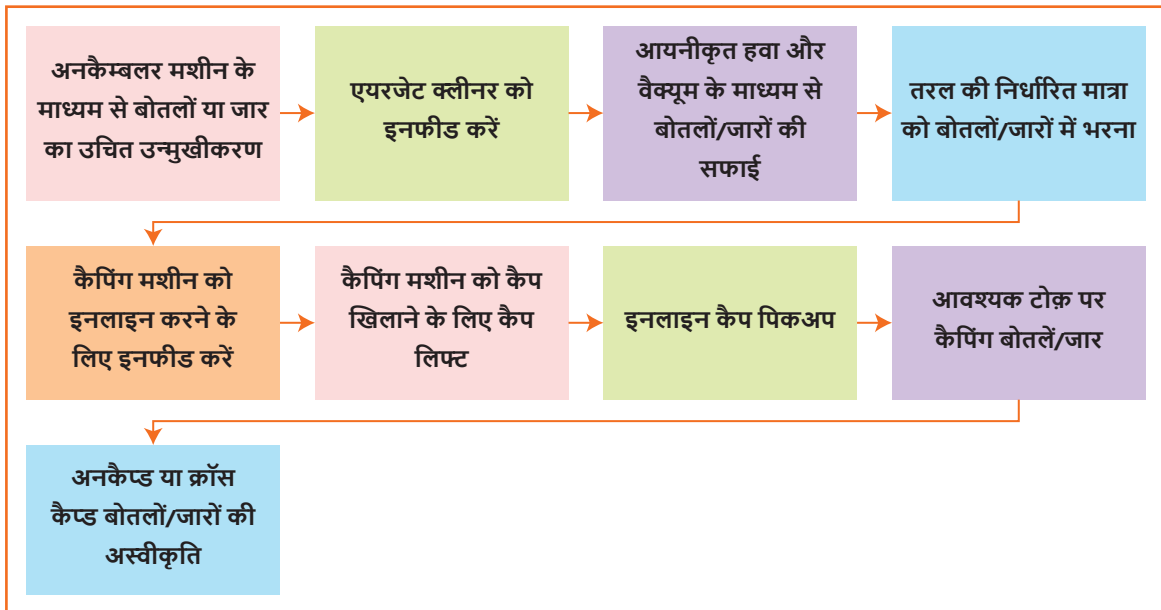 अनकैम्बलर मशीन के
माध्यम से बोतलों या जार
का उचित उन्मुखीकरण
एयरजेट क्लीनर को
इनफीड करें
आयनीकृत हवा और
वैक्यूम के माध्यम से
बोतलों/जारों की
सफाई
तरल की निर्धारित मात्रा
को बोतलों/जारों में भरना
कैपिंग मशीन को
इनलाइन करने के
लिए इनफीड करें
कैपिंग मशीन को कैप
खिलाने के लिए कैप
लिफ्ट
इनलाइन कैप पिकअप
आवश्यक टोक़ पर
कैपिंग बोतलें/जार
अनकैप्ड या क्रॉस
कैप्ड बोतलों/जारों की
अस्वीकृति